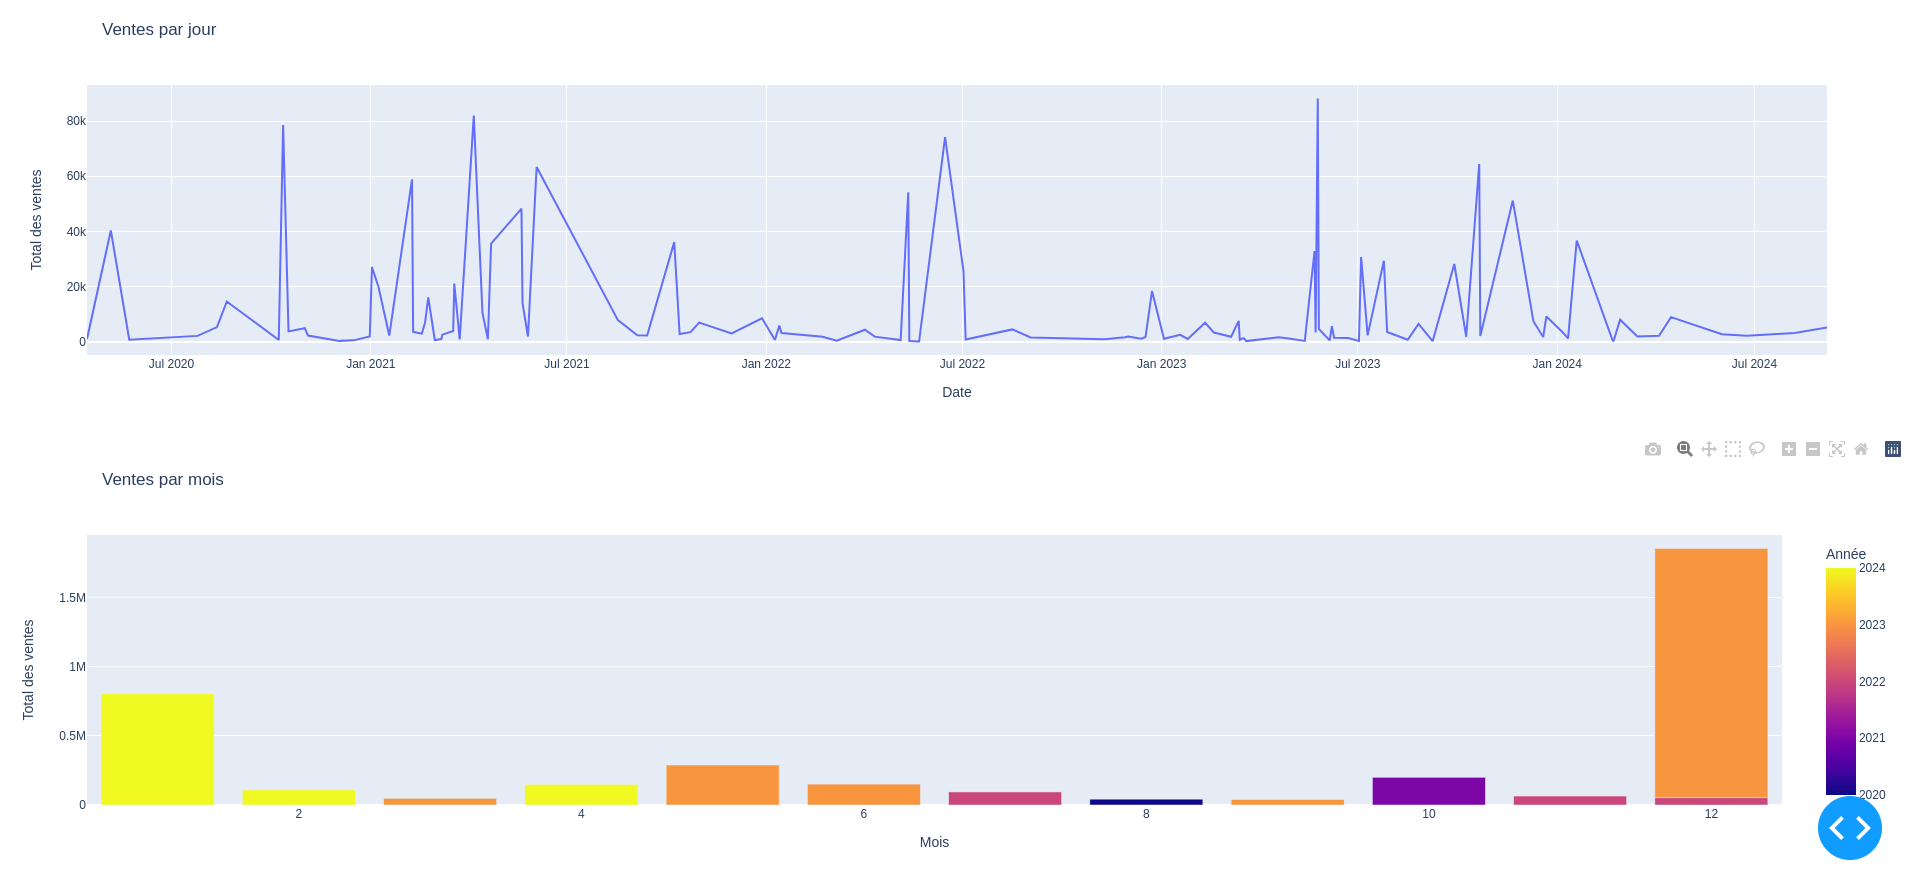 Ventes par jour
Total des ventes
80k
60k
40k
20k
0
Jul 2020 Jan 2021 Jul 2021 Jan 2022 Jul 2022 Jan 2023 Jul 2023 Jan 2024 Jul 2024
Date
Ventes par mois
Total des ventes
1.5M
1M
0.5M
0
2 4 6 8 10 12
Mois
Année
2024
2023
2022
2021
2020